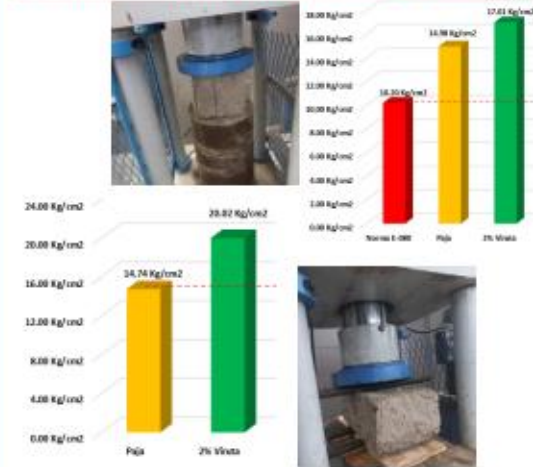 18.00 Kg/cm2
16.00 Kg/cm2
14.00 Kg/cm2
12.00 Kg/cm2
10.00 Kg/cm2
8.00 Kg/cm2
6.00 Kg/cm2
4.00 Kg/cm2
2.00 Kg/cm2
0.00 Kg/cm2
10.20 Kg/cm2
14.98 Kg/cm2
17.01 Kg/cm2
Norma E-080
Paja
2% Viruta
24.00 Kg/cm2
20.00 Kg/cm2
16.00 Kg/cm2
12.00 Kg/cm2
8.00 Kg/cm2
4.00 Kg/cm2
0.00 Kg/cm2
14.74 Kg/cm2
20.02 Kg/cm2
Paja
2% Viruta